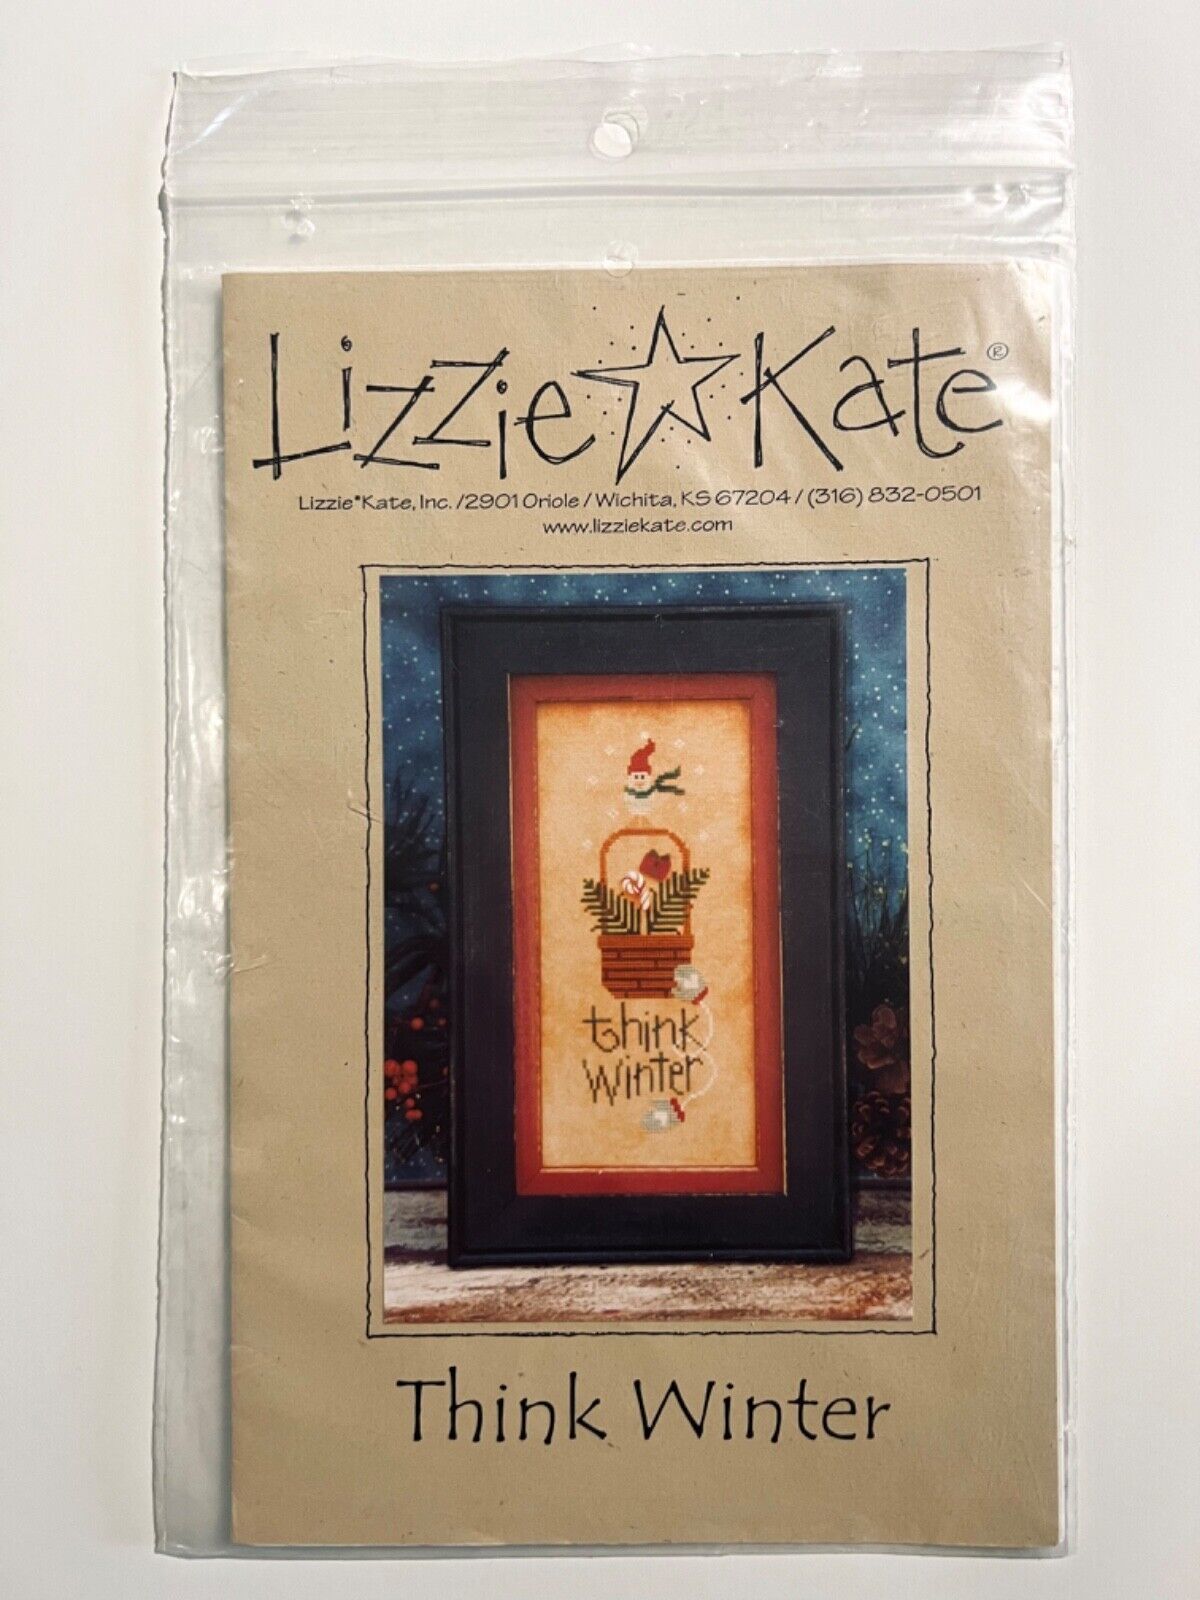 Lizzie Kate®
Lizzie*Kate, Inc. /2901 Oriole / Wichita, KS 67204 / (316) 832-0501
www.lizziekate.com
think
winter
Think Winter